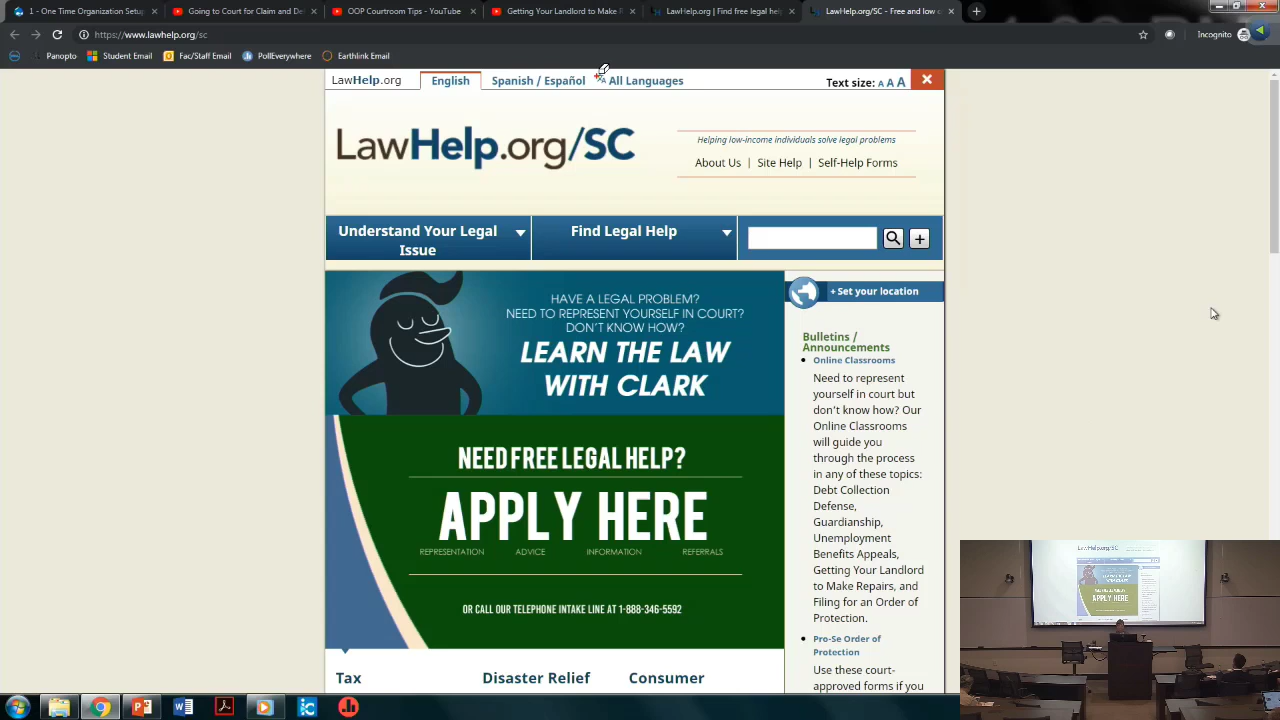 1 - One Time Organization Setup
Going to Court for Claim and De
OOP Courtroom Tips - YouTube
Getting Your Landlord to Make R
LawHelp.org | Find free legal help
LawHelp.org/SC - Free and low c
https://www.lawhelp.org/sc
Incognito
Panopto
Student Email
Fac/Staff Email
PollEverywhere
Earthlink Email
LawHelp.org
English
Spanish / Español
All Languages
Text size: A A A
LawHelp.org/SC
Helping low-income individuals solve legal problems
About Us | Site Help | Self-Help Forms
Understand Your Legal
Issue
Find Legal Help
HAVE A LEGAL PROBLEM?
NEED TO REPRESENT YOURSELF IN COURT?
DON'T KNOW HOW?
LEARN THE LAW
WITH CLARK
NEED FREE LEGAL HELP?
APPLY HERE
REPRESENTATION ADVICE INFORMATION REFERRALS
OR CALL OUR TELEPHONE INTAKE LINE AT 1-888-346-5592
Tax
Disaster Relief
Consumer
+ Set your location
Bulletins /
Announcements
Online Classrooms
Need to represent
yourself in court but
don't know how? Our
Online Classrooms
will guide you
through the process
in any of these topics:
Debt Collection
Defense,
Guardianship,
Unemployment
Benefits Appeals,
Getting Your Landlord
to Make Repairs, and
Filing for an Order of
Protection.
Pro-Se Order of
Protection
Use these court-
approved forms if you
LawHelp.org/SC
APPLY HERE